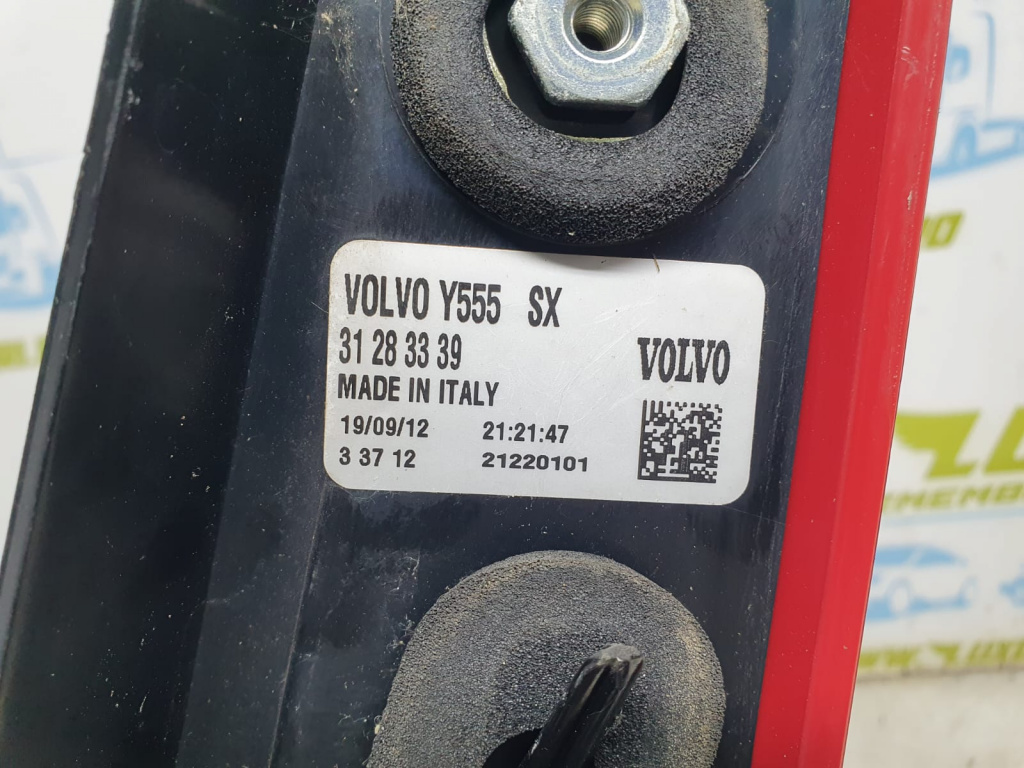 VOLVO Y555 SX
31 28 33 39
MADE IN ITALY
19/09/12 21:21:47
3 37 12 21220101
VOLVO